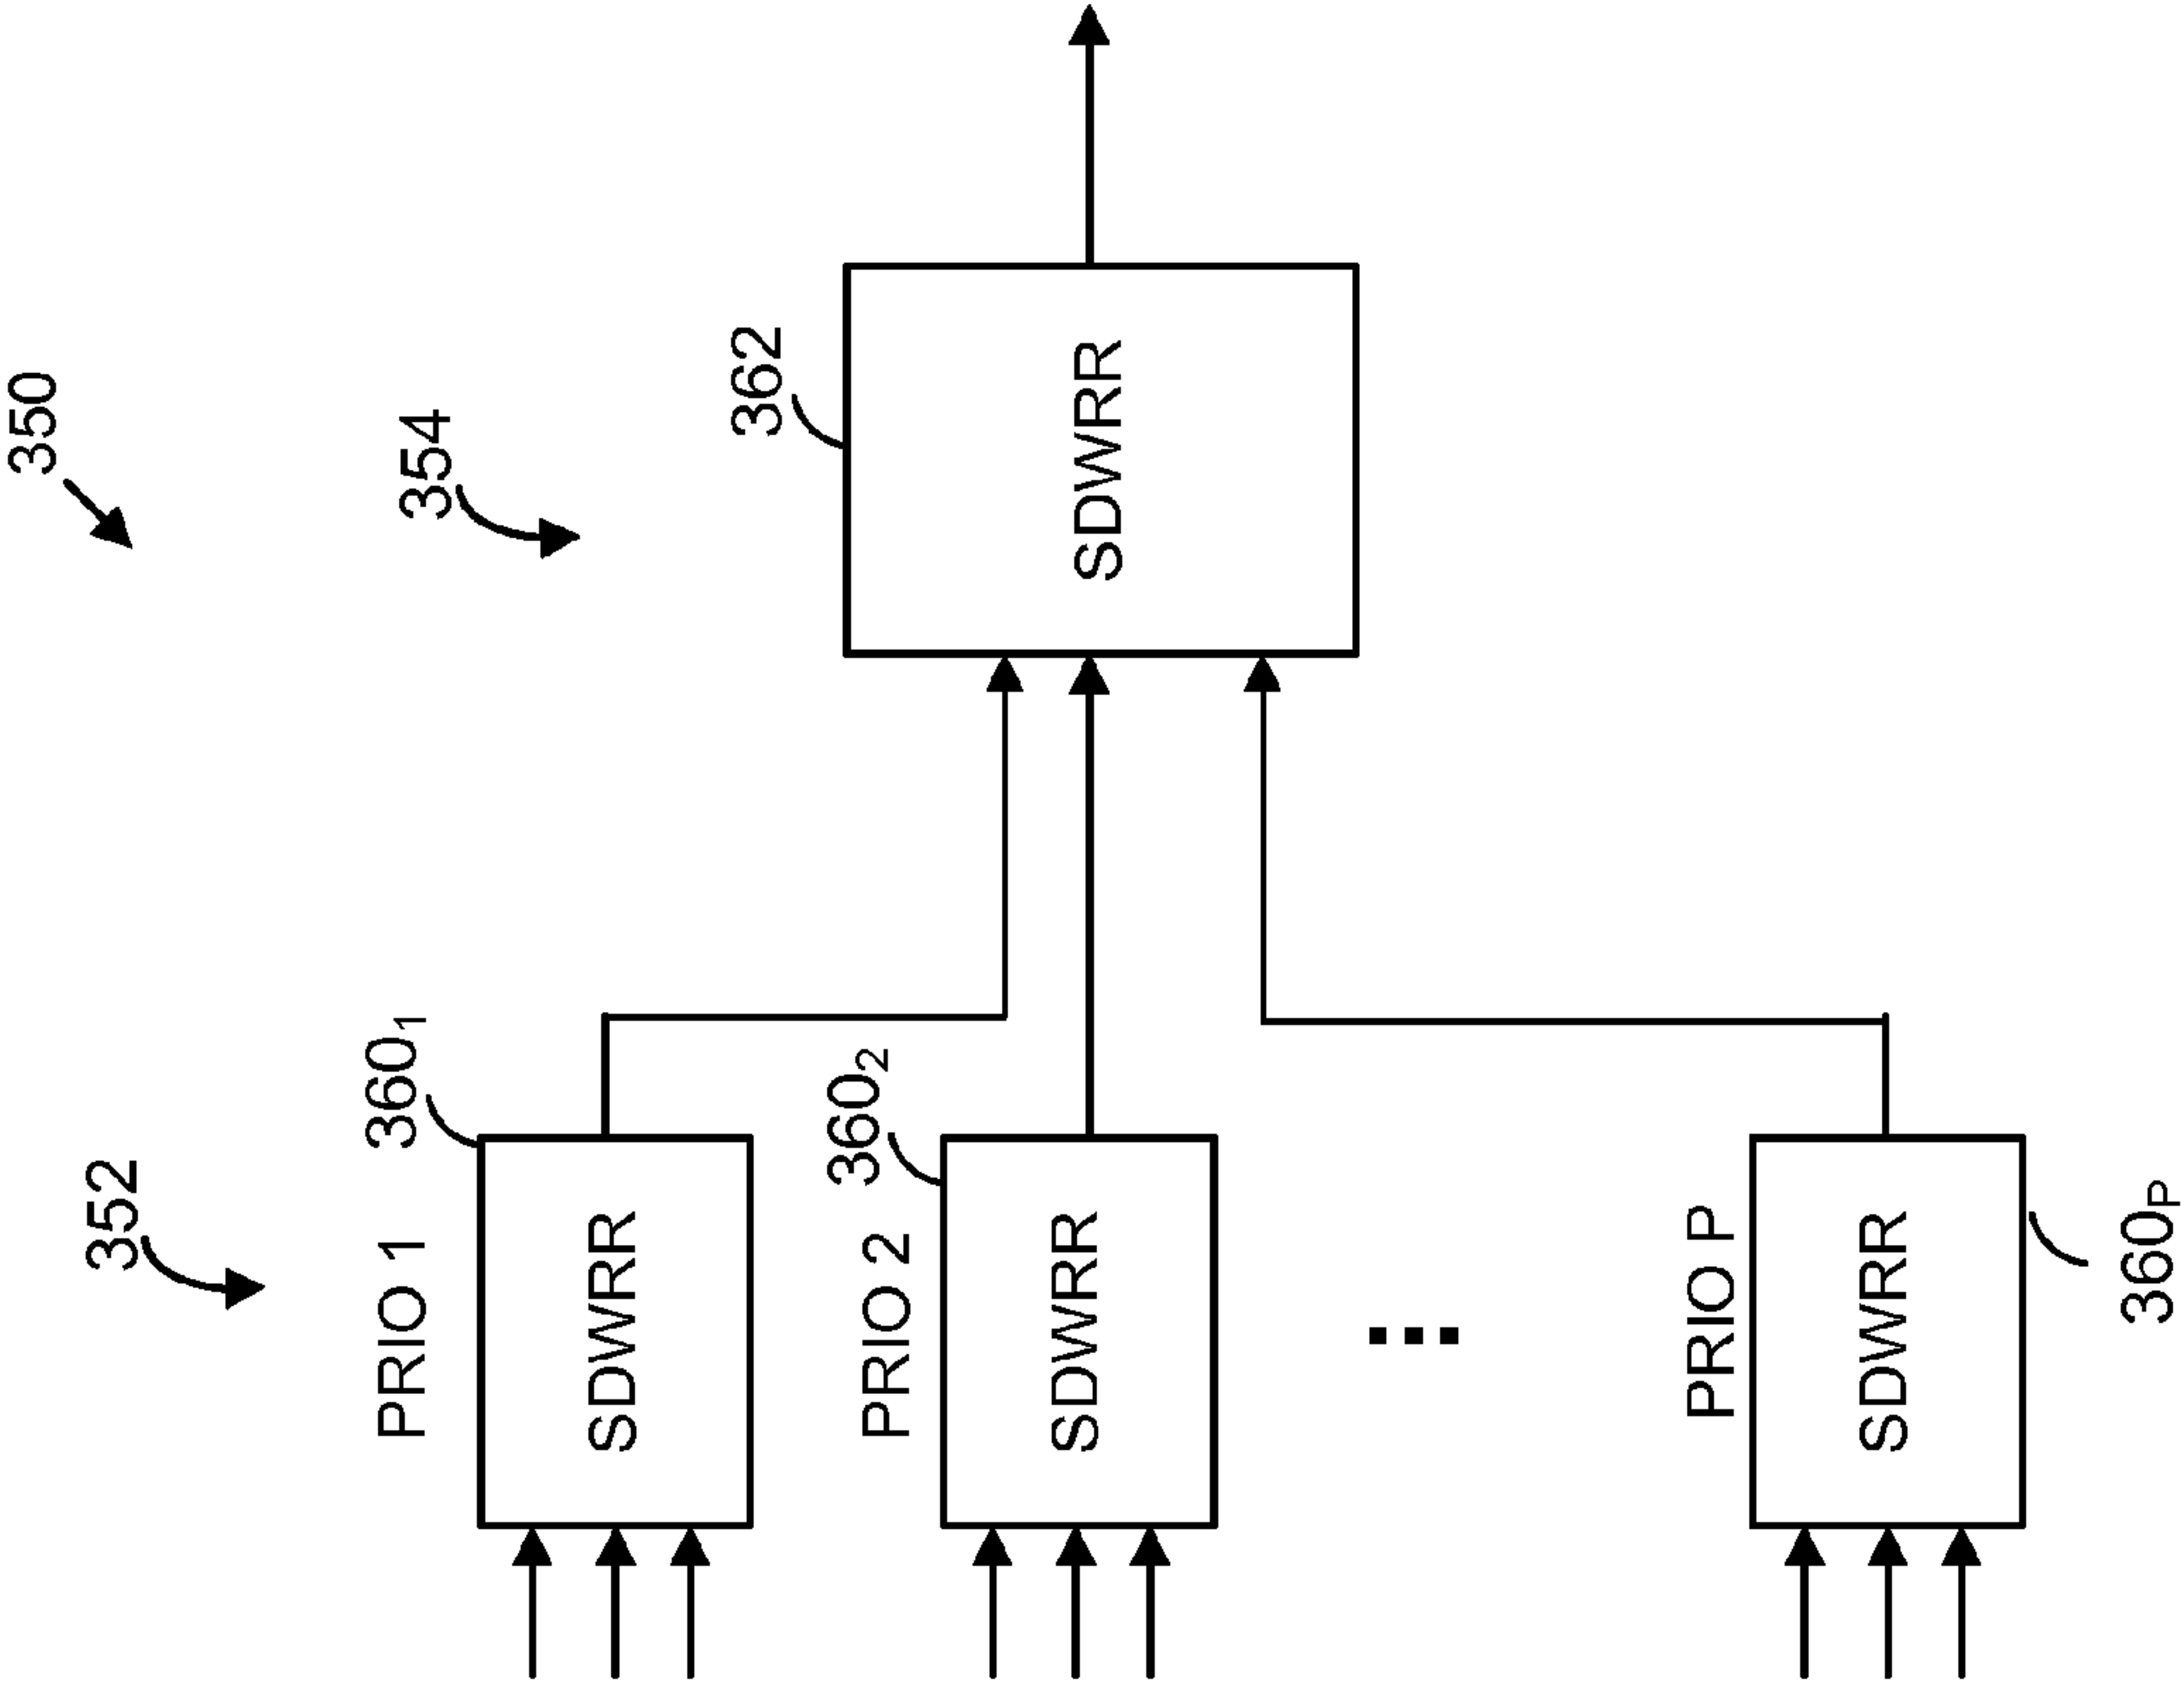 350
352
354
PRIO 1
360₁
SDWRR
362
SDWRR
PRIO 2
360₂
SDWRR
PRIO P
SDWRR
360P